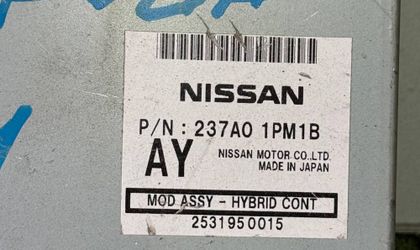 NISSAN
P/N : 237A0 1PM1B
AY
NISSAN MOTOR CO.,LTD.
MADE IN JAPAN
MOD ASSY - HYBRID CONT
2531950015